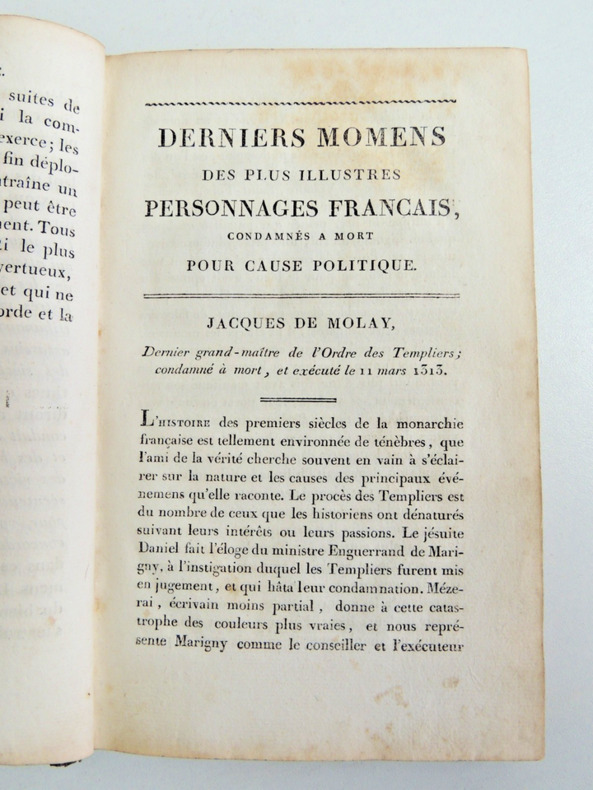 suites de
i la com-
exerce; les
fin déplo-
ntraîne un
peut être
ment. Tous
i le plus
vertueux,
et qui ne
orde et la
DERNIERS MOMENS
DES PLUS ILLUSTRES
PERSONNAGES FRANCAIS,
CONDAMNÉS A MORT
POUR CAUSE POLITIQUE.
JACQUES DE MOLAY,
Dernier grand-maître de l'Ordre des Templiers;
condamné à mort, et exécuté le 11 mars 1313.
L'HISTOIRE des premiers siècles de la monarchie
française est tellement environnée de ténèbres, que
l'ami de la vérité cherche souvent en vain à s'éclai-
rer sur la nature et les causes des principaux évé-
nemens qu'elle raconte. Le procès des Templiers est
du nombre de ceux que les historiens ont dénaturés
suivant leurs intérêts ou leurs passions. Le jésuite
Daniel fait l'éloge du ministre Enguerrand de Mari-
gny, à l'instigation duquel les Templiers furent mis
en jugement, et qui hâta leur condamnation. Méze-
rai, écrivain moins partial, donne à cette catas-
trophe des couleurs plus vraies, et nous repré-
sente Marigny comme le conseiller et l'exécuteur